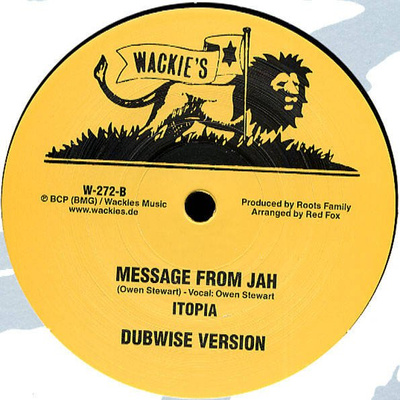 WACKIE'S
W-272-B
℗ BCP (BMG) / Wackies Music
www.wackies.de
Produced by Roots Family
Arranged by Red Fox
MESSAGE FROM JAH
(Owen Stewart) - Vocal: Owen Stewart
ITOPIA
DUBWISE VERSION